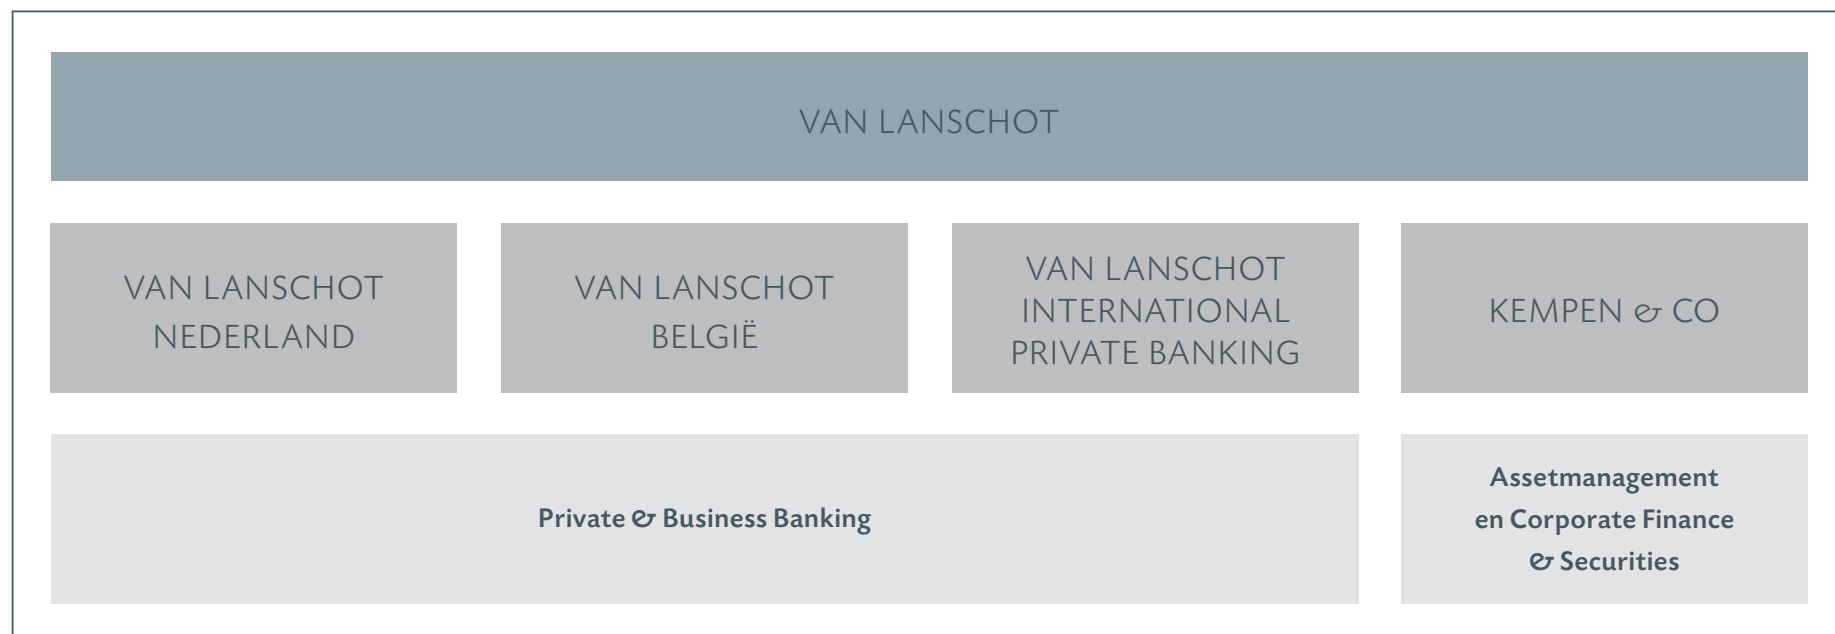 VAN LANSCHOT
VAN LANSCHOT
NEDERLAND
VAN LANSCHOT
BELGIË
VAN LANSCHOT
INTERNATIONAL
PRIVATE BANKING
KEMPEN & CO
Private & Business Banking
Assetmanagement
en Corporate Finance
& Securities